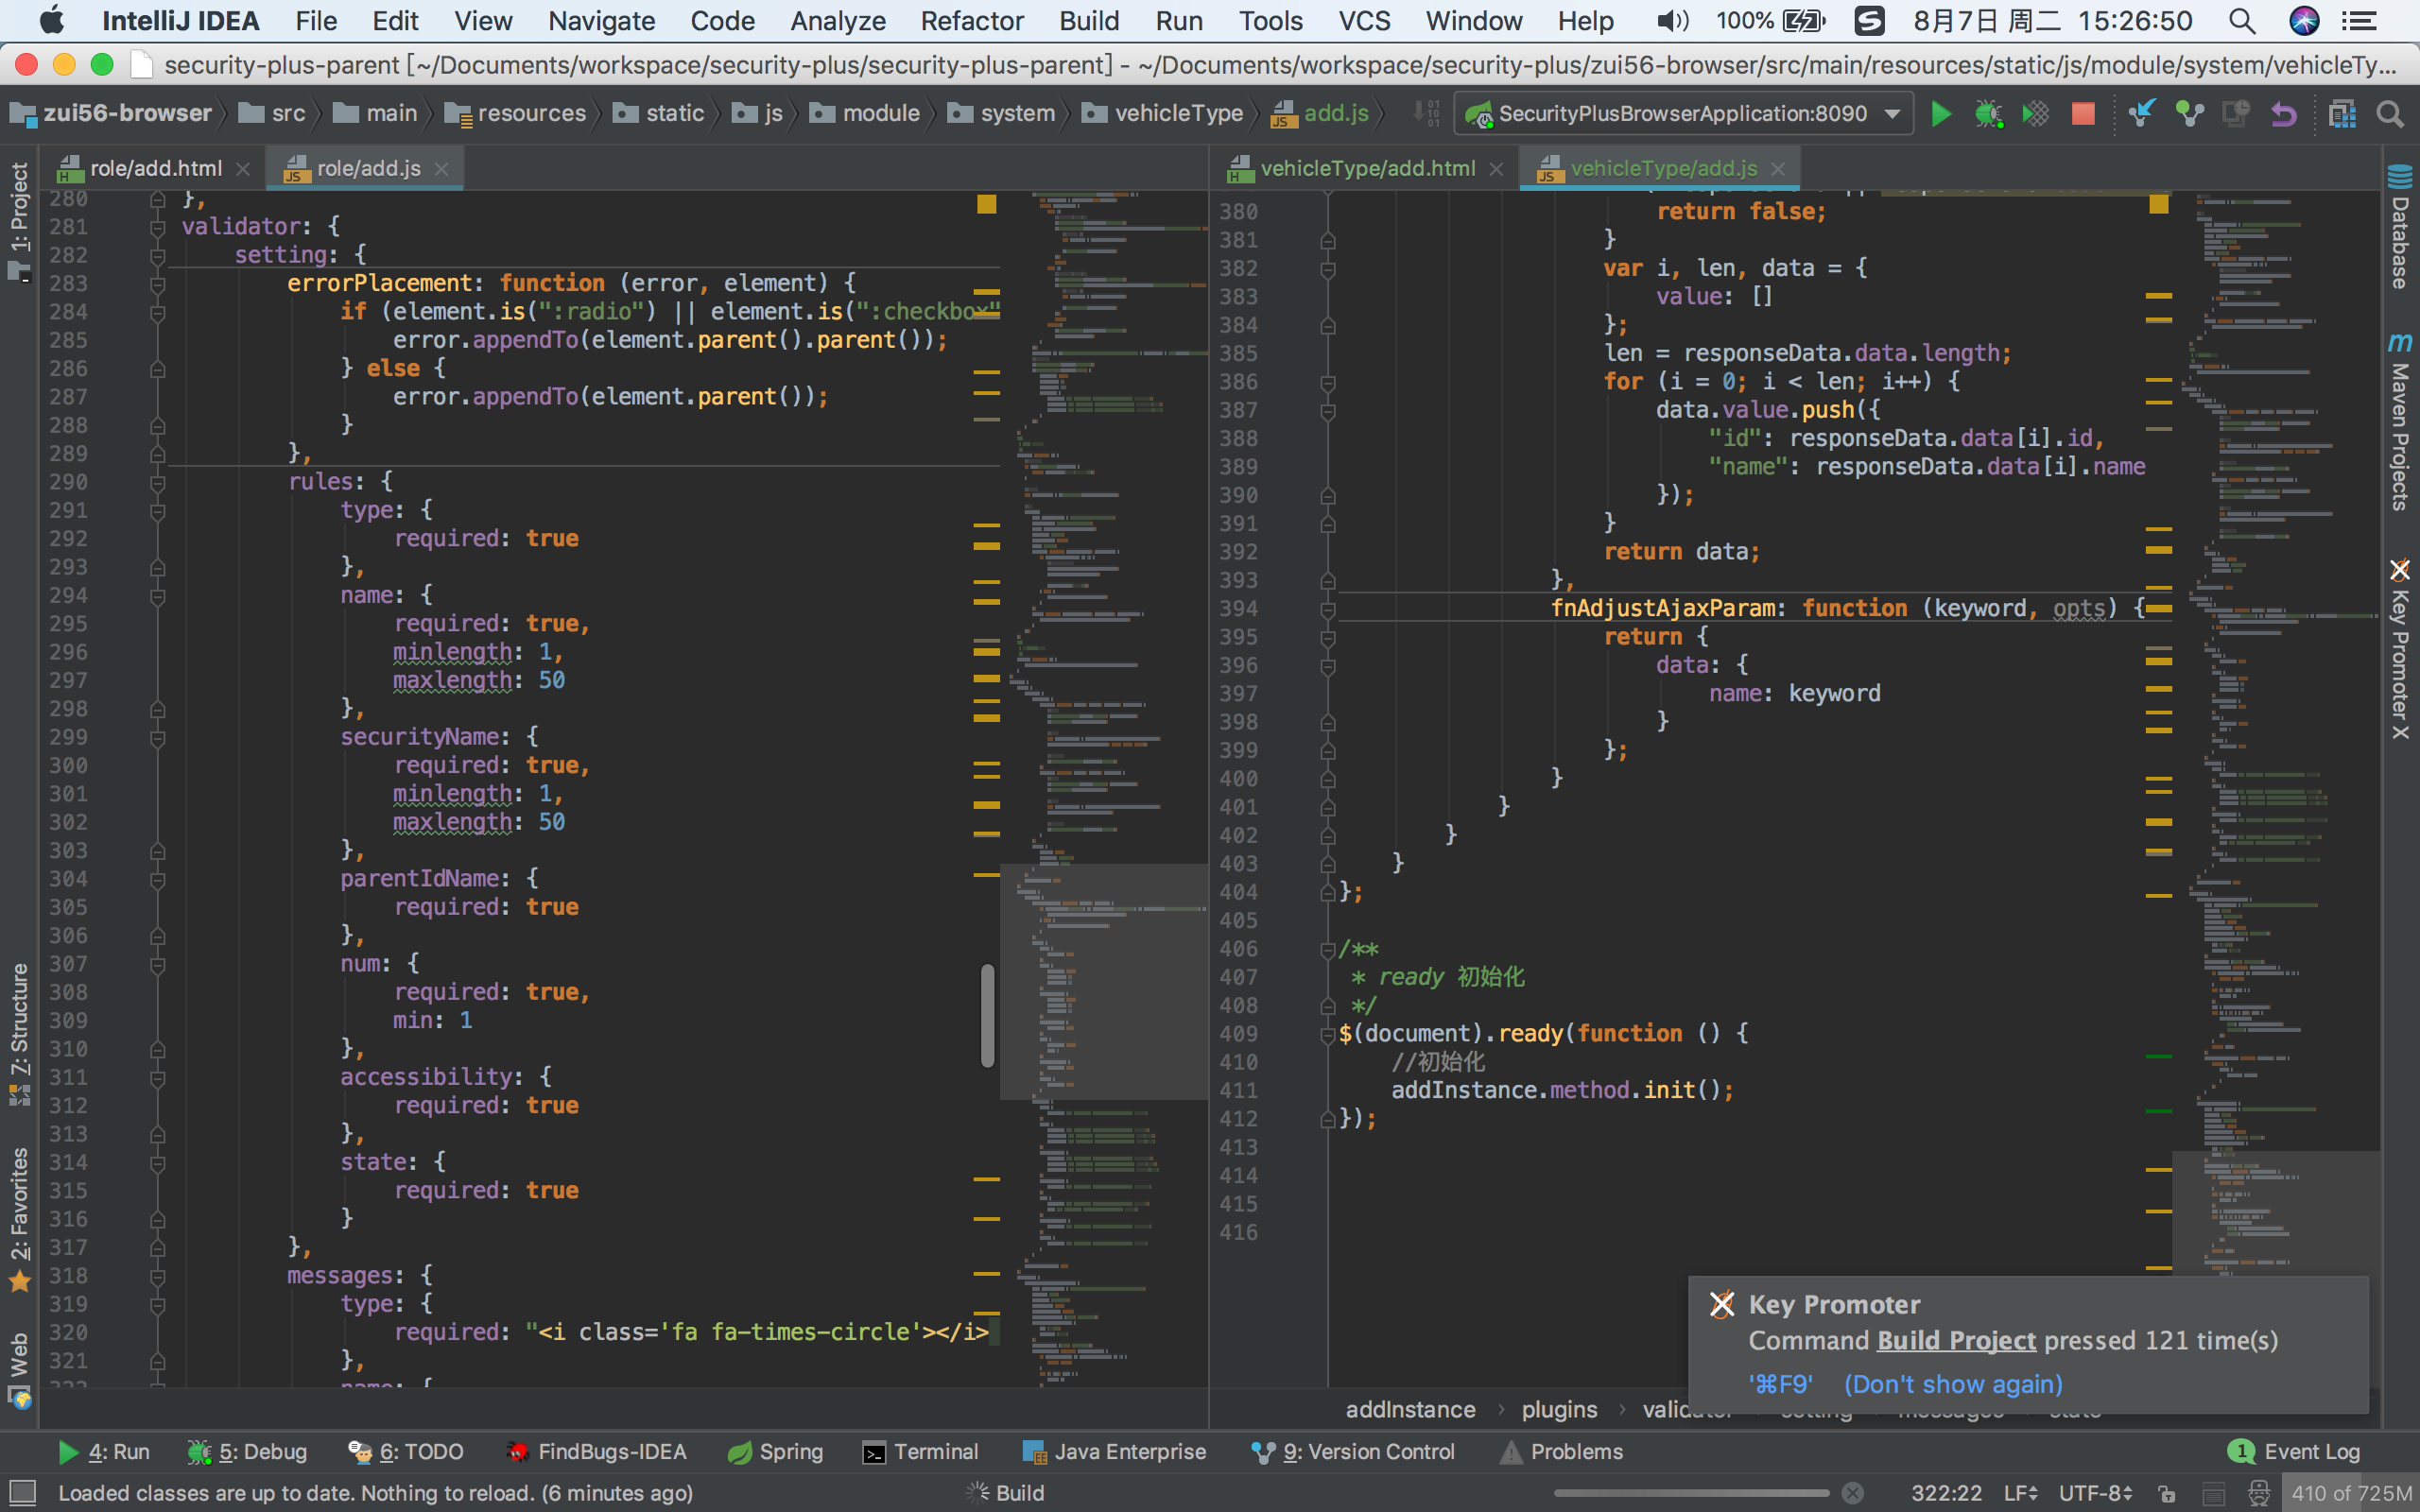 IntelliJ IDEA File Edit View Navigate Code Analyze Refactor Build Run Tools VCS Window Help 100% 8月7日 周二 15:26:50
security-plus-parent [~/Documents/workspace/security-plus/security-plus-parent] - ~/Documents/workspace/security-plus/zui56-browser/src/main/resources/static/js/module/system/vehicleTy...
zui56-browser src main resources static js module system vehicleType add.js SecurityPlusBrowserApplication:8090
role/add.html role/add.js
280 },
281 validator: {
282 setting: {
283 errorPlacement: function (error, element) {
284 if (element.is(":radio") || element.is(":checkbox"
285 error.appendTo(element.parent().parent());
286 } else {
287 error.appendTo(element.parent());
288 }
289 },
290 rules: {
291 type: {
292 required: true
293 },
294 name: {
295 required: true,
296 minlength: 1,
297 maxlength: 50
298 },
299 securityName: {
300 required: true,
301 minlength: 1,
302 maxlength: 50
303 },
304 parentIdName: {
305 required: true
306 },
307 num: {
308 required: true,
309 min: 1
310 },
311 accessibility: {
312 required: true
313 },
314 state: {
315 required: true
316 }
317 },
318 messages: {
319 type: {
320 required: "<i class='fa fa-times-circle'></i>
321 },
322 name: {
vehicleType/add.html vehicleType/add.js
380 return false;
381 }
382 var i, len, data = {
383 value: []
384 };
385 len = responseData.data.length;
386 for (i = 0; i < len; i++) {
387 data.value.push({
388 "id": responseData.data[i].id,
389 "name": responseData.data[i].name
390 });
391 }
392 return data;
393 },
394 fnAdjustAjaxParam: function (keyword, opts) {
395 return {
396 data: {
397 name: keyword
398 }
399 };
400 }
401 }
402 }
403 }
404 };
405
406 /**
407 * ready 初始化
408 */
409 $(document).ready(function () {
410 //初始化
411 addInstance.method.init();
412 });
413
414
415
416
addInstance › plugins
1: Project
7: Structure
2: Favorites
Web
Database
m Maven Projects
Key Promoter X
Key Promoter
Command Build Project pressed 121 time(s)
'⌘F9' (Don't show again)
4: Run 5: Debug 6: TODO FindBugs-IDEA Spring Terminal Java Enterprise 9: Version Control Problems 1 Event Log
Loaded classes are up to date. Nothing to reload. (6 minutes ago) Build 322:22 LF UTF-8 410 of 725M